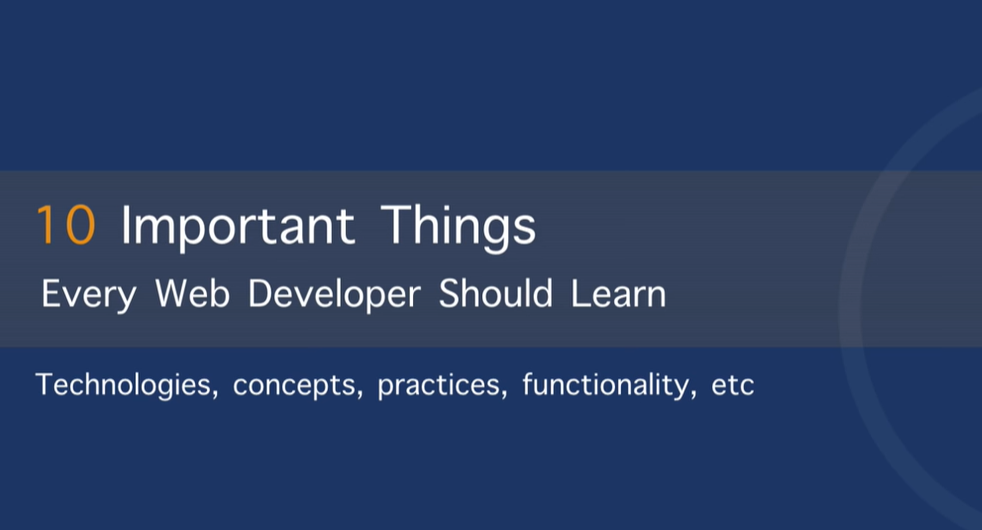 10 Important Things
Every Web Developer Should Learn
Technologies, concepts, practices, functionality, etc